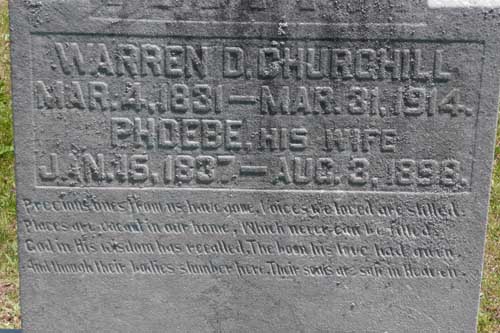 WARREN D. CHURCHILL
MAR. 4, 1831 — MAR. 31, 1914.
PHOEBE, HIS WIFE
JAN. 15, 1837. — AUG. 3, 1898.
Precious ones from us have gone, Voices we loved are stilled.
Places are vacant in our home, Which never can be filled.
God in His wisdom has recalled, The boon his love had given.
And though their bodies slumber here, Their souls are safe in Heaven.